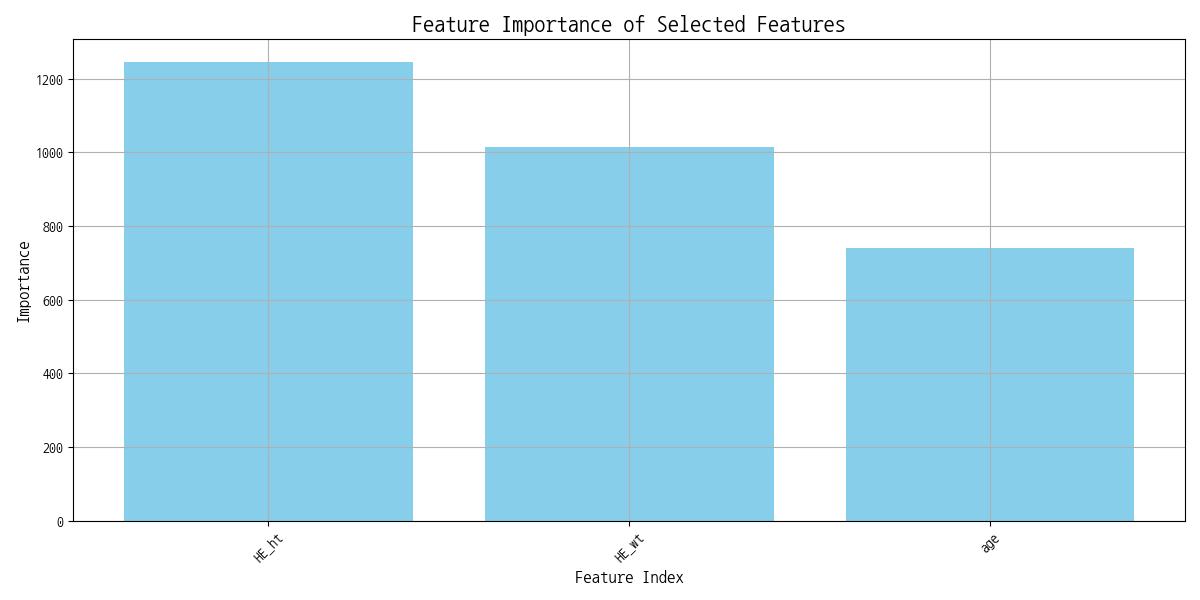 Feature Importance of Selected Features
Importance
1200
1000
800
600
400
200
0
HE_ht
HE_wt
age
Feature Index